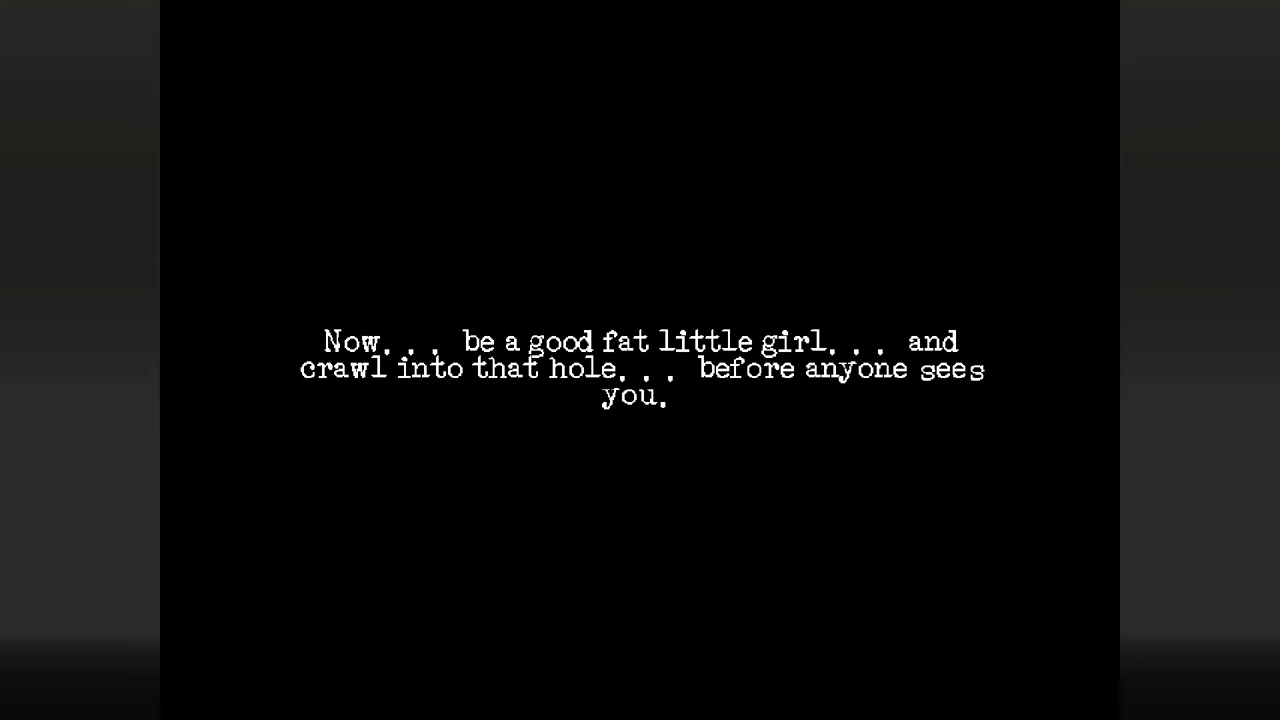 Now. . . be a good fat little girl. . . and
crawl into that hole. . . before anyone sees
you.